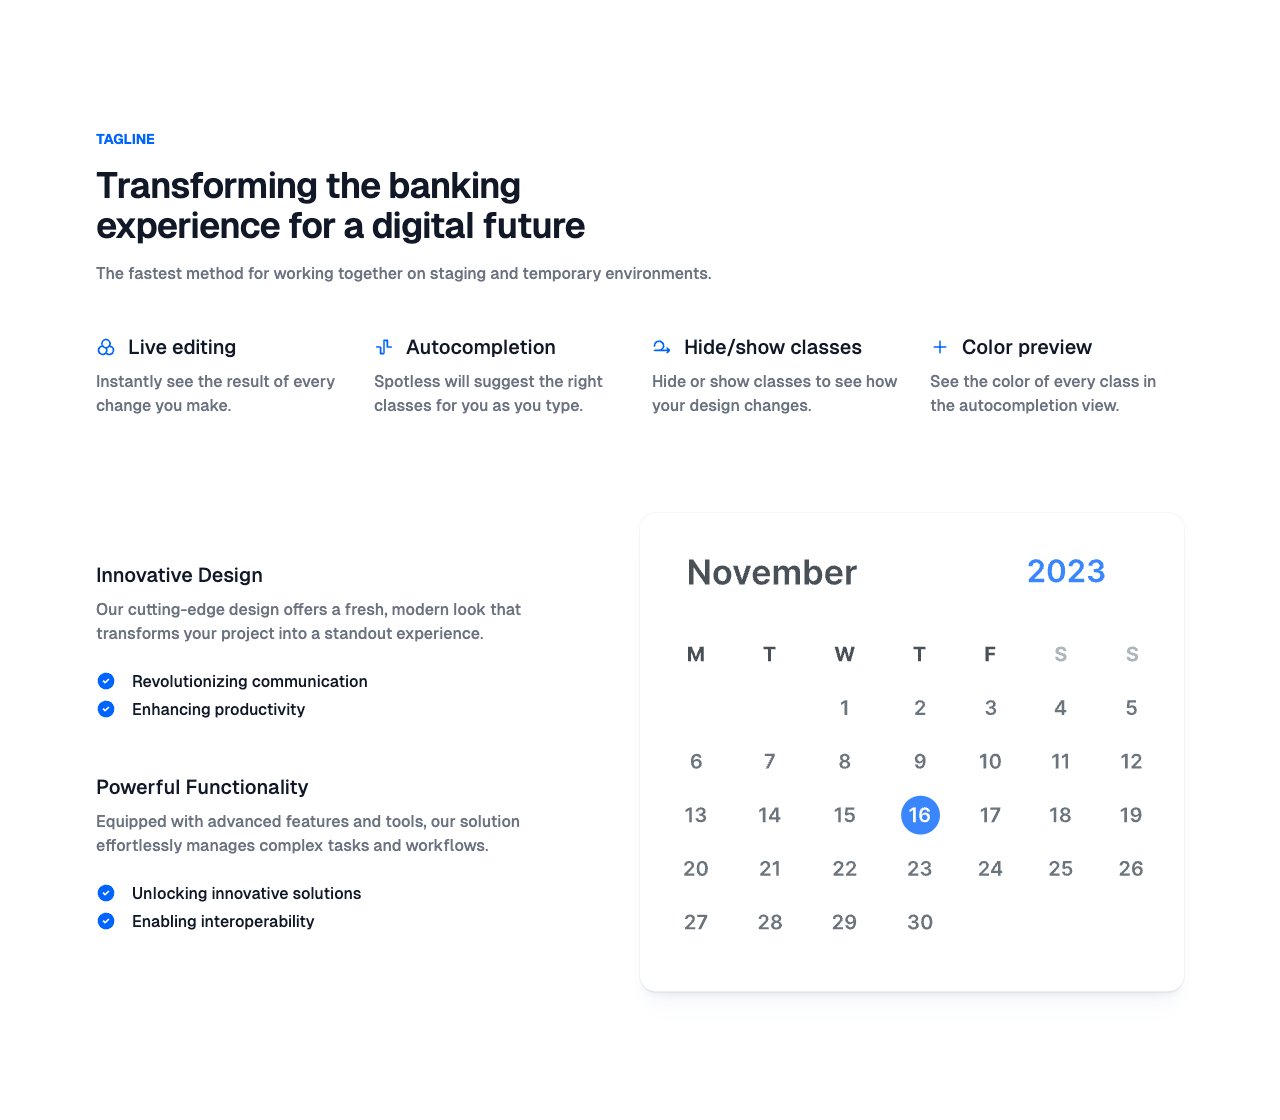 TAGLINE
Transforming the banking
experience for a digital future
The fastest method for working together on staging and temporary environments.
Live editing
Instantly see the result of every
change you make.
Autocompletion
Spotless will suggest the right
classes for you as you type.
Hide/show classes
Hide or show classes to see how
your design changes.
Color preview
See the color of every class in
the autocompletion view.
Innovative Design
Our cutting-edge design offers a fresh, modern look that
transforms your project into a standout experience.
Revolutionizing communication
Enhancing productivity
Powerful Functionality
Equipped with advanced features and tools, our solution
effortlessly manages complex tasks and workflows.
Unlocking innovative solutions
Enabling interoperability
November 2023
M T W T F S S
1 2 3 4 5
6 7 8 9 10 11 12
13 14 15 16 17 18 19
20 21 22 23 24 25 26
27 28 29 30